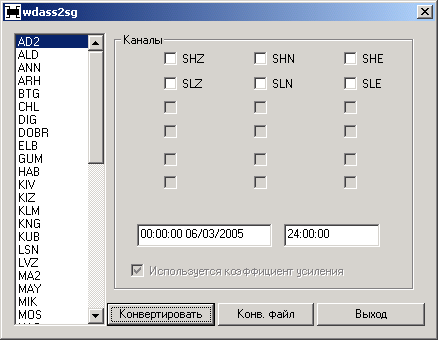 wdass2sg
AD2
ALD
ANN
ARH
BTG
CHL
DIG
DOBR
ELB
GUM
HAB
KIV
KIZ
KLM
KNG
KUB
LSN
LVZ
MA2
MAY
MIK
MOS
Каналы
SHZ SHN SHE
SLZ SLN SLE
00:00:00 06/03/2005 24:00:00
Используется коэффициент усиления
Конвертировать Конв. файл Выход